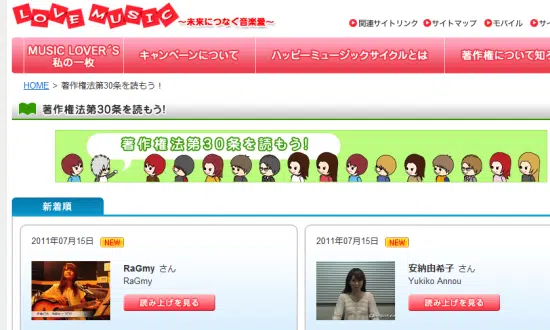 LOVE MUSIC
〜未来につなぐ音楽愛〜
関連サイトリンク
サイトマップ
モバイル
MUSIC LOVER'S
私の一枚
キャンペーンについて
ハッピーミュージックサイクルとは
著作権について知ろ
HOME > 著作権法第30条を読もう！
著作権法第30条を読もう!
著作権法第30条を読もう!
新着順
2011年07月15日 NEW
RaGmy さん
RaGmy
読み上げを見る
2011年07月15日 NEW
安納由希子 さん
Yukiko Annou
読み上げを見る